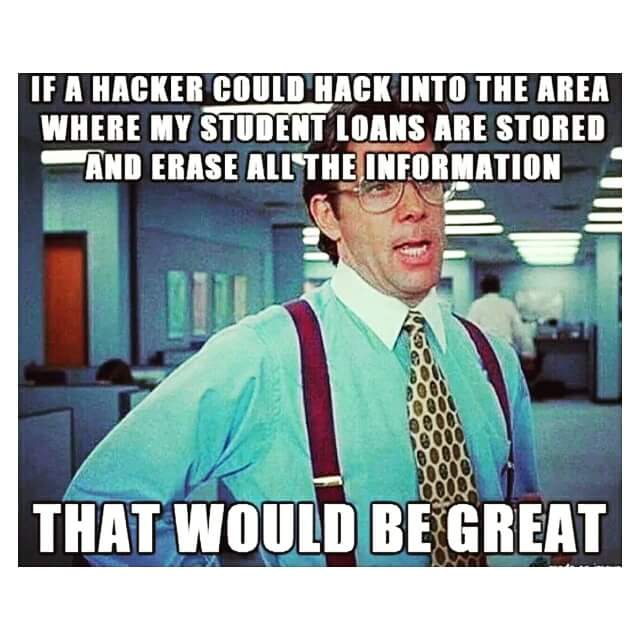 IF A HACKER COULD HACK INTO THE AREA
WHERE MY STUDENT LOANS ARE STORED
AND ERASE ALL THE INFORMATION
THAT WOULD BE GREAT